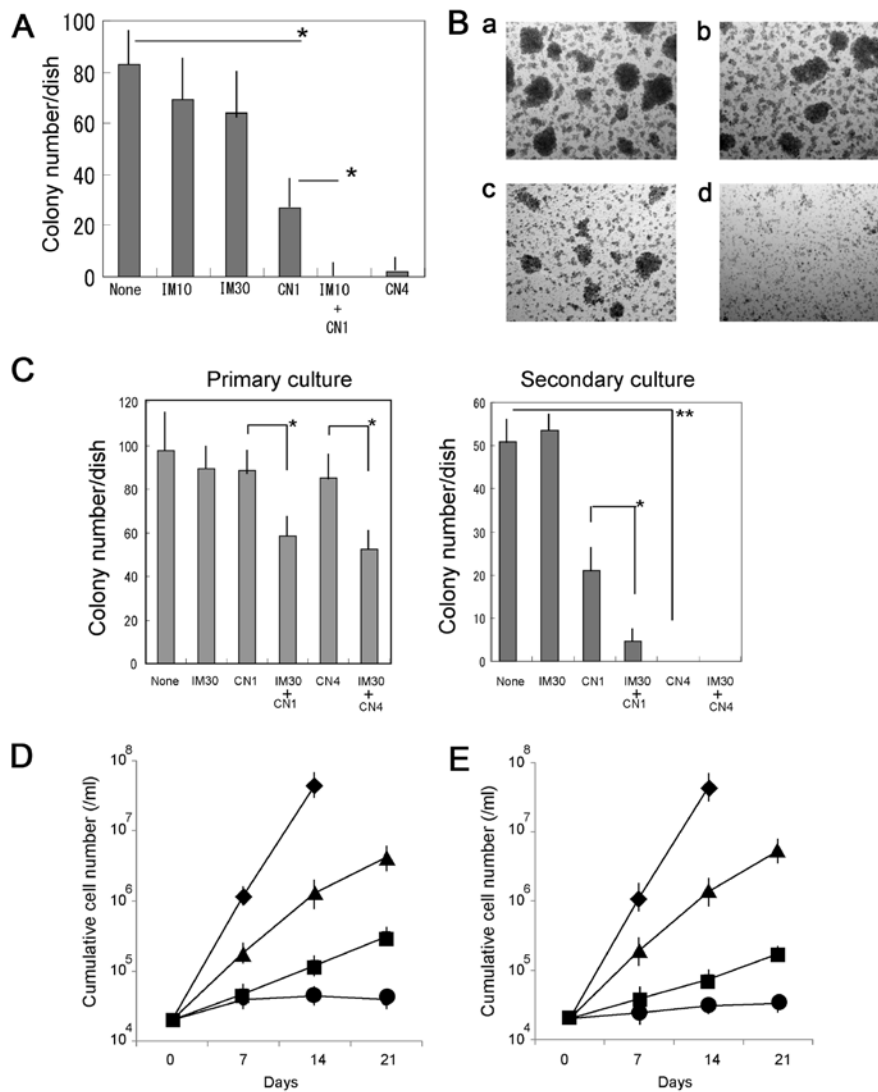 A
Colony number/dish
100
80
60
40
20
0
*
*
None IM10 IM30 CN1 IM10 + CN1 CN4
B
a
b
c
d
C
Primary culture
Colony number/dish
120
100
80
60
40
20
0
*
*
None IM30 CN1 IM30 + CN1 CN4 IM30 + CN4
Secondary culture
Colony number/dish
60
50
40
30
20
10
0
**
*
None IM30 CN1 IM30 + CN1 CN4 IM30 + CN4
D
Cumulative cell number (/ml)
10^8
10^7
10^6
10^5
10^4
0 7 14 21
Days
E
Cumulative cell number (/ml)
10^8
10^7
10^6
10^5
10^4
0 7 14 21
Days